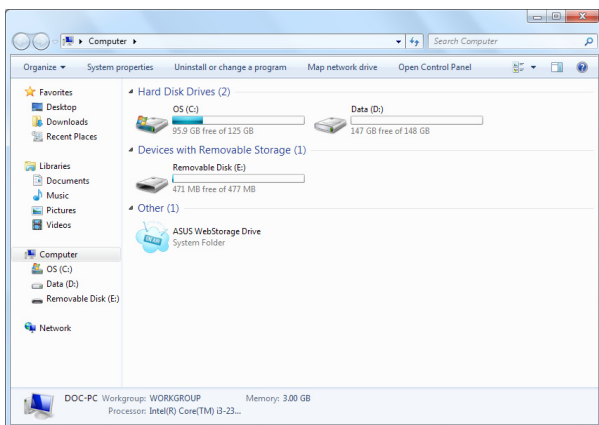 Computer
Search Computer
Organize System properties Uninstall or change a program Map network drive Open Control Panel
Favorites
Desktop
Downloads
Recent Places
Libraries
Documents
Music
Pictures
Videos
Computer
OS (C:)
Data (D:)
Removable Disk (E:)
Network
Hard Disk Drives (2)
OS (C:)
95.9 GB free of 125 GB
Data (D:)
147 GB free of 148 GB
Devices with Removable Storage (1)
Removable Disk (E:)
471 MB free of 477 MB
Other (1)
ASUS WebStorage Drive
System Folder
DOC-PC Workgroup: WORKGROUP Memory: 3.00 GB
Processor: Intel(R) Core(TM) i3-23...